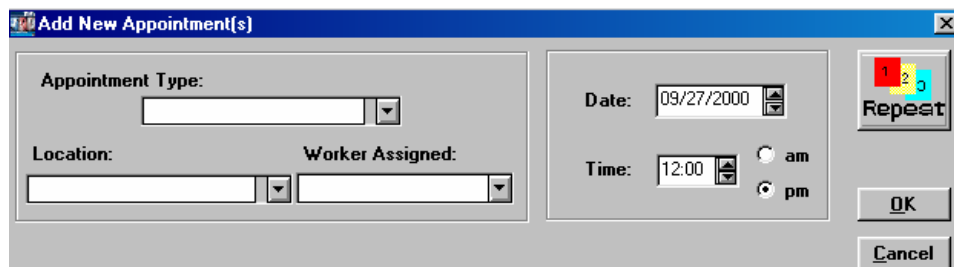 Add New Appointment(s)
Appointment Type:
Location:
Worker Assigned:
Date: 09/27/2000
Time: 12:00
am
pm
1 2 3
Repeat
OK
Cancel